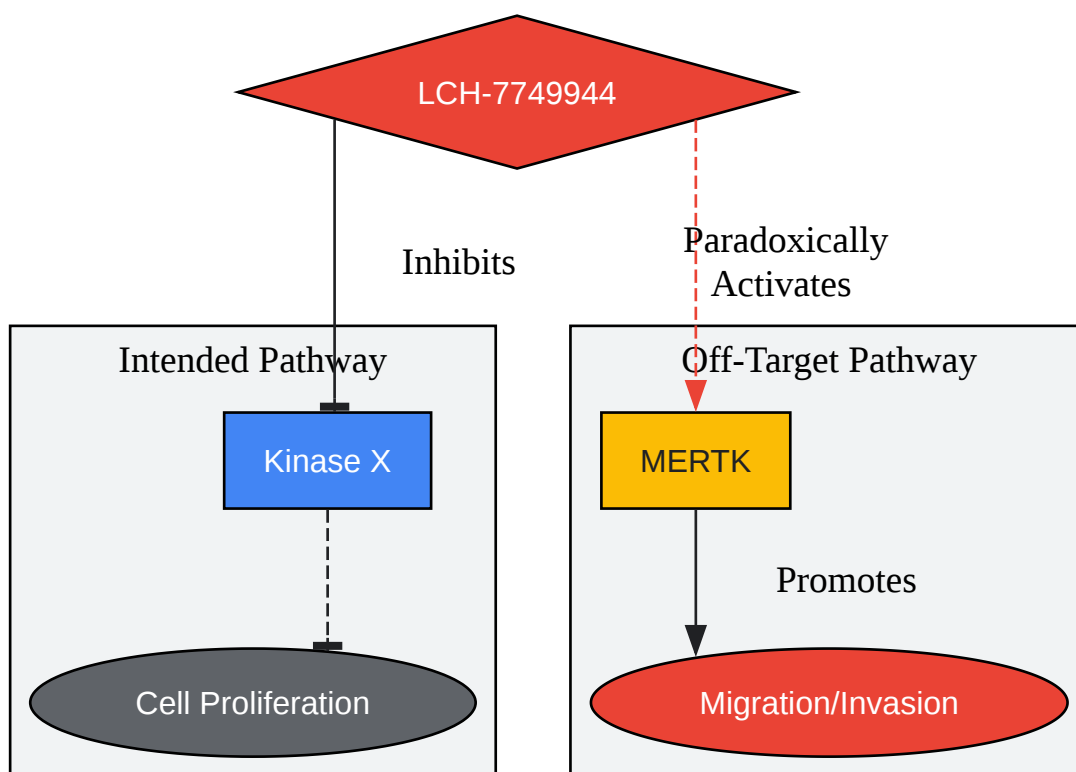 LCH-7749944
Inhibits
Paradoxically
Activates
Intended Pathway
Off-Target Pathway
Kinase X
MERTK
Promotes
Cell Proliferation
Migration/Invasion